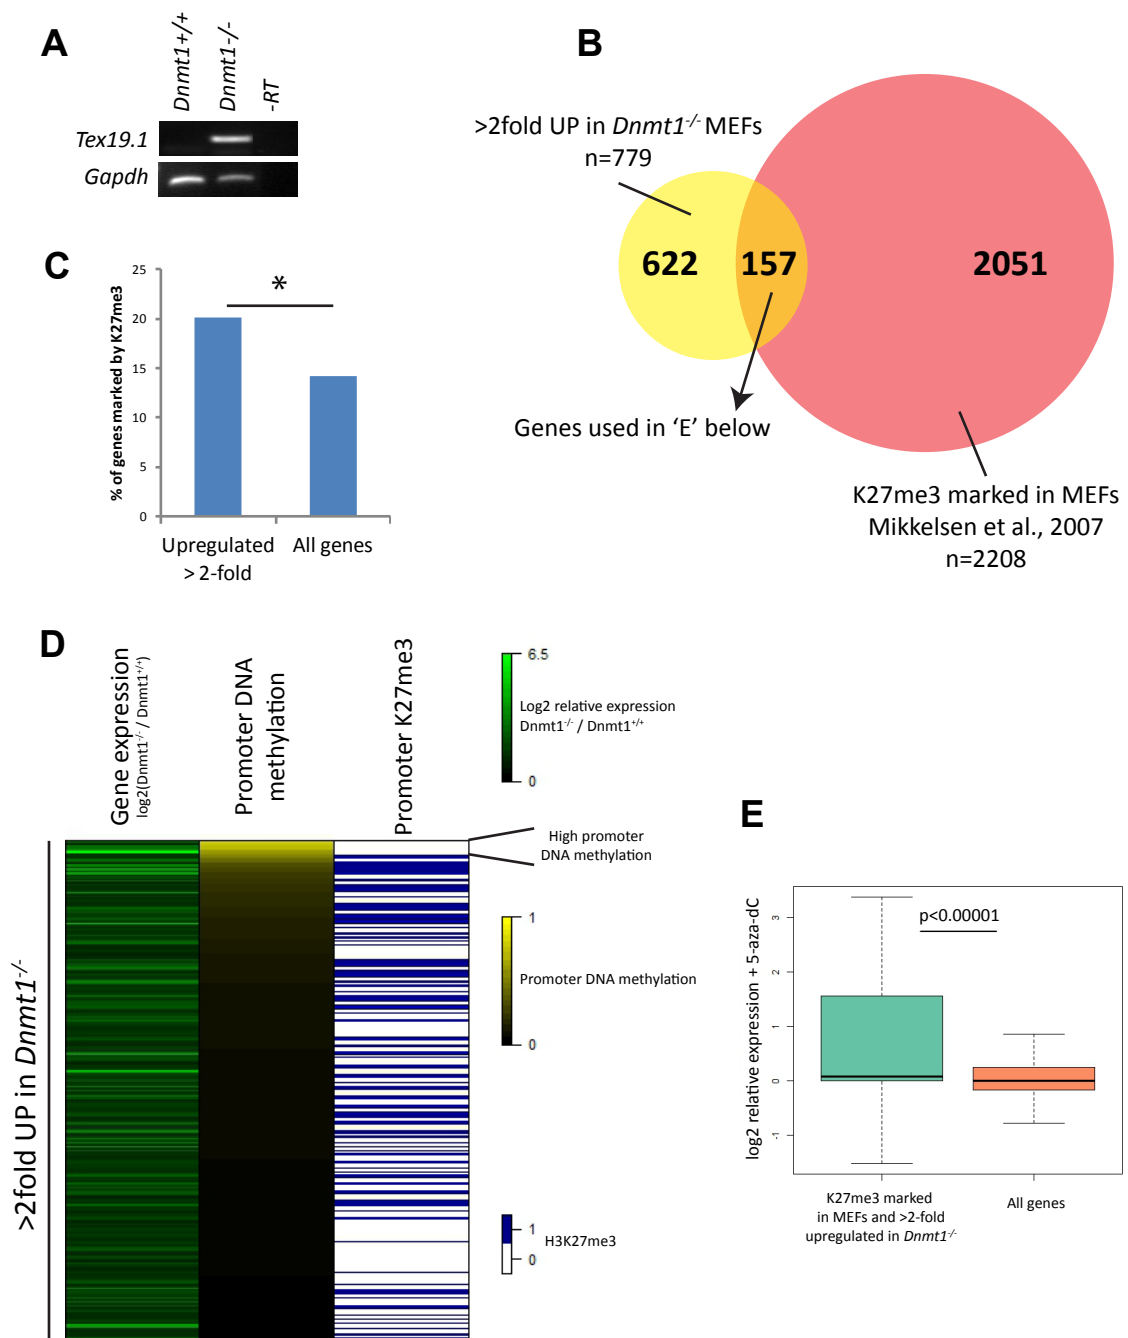 A
Dnmt1+/+
Dnmt1-/-
-RT
Tex19.1
Gapdh
B
>2fold UP in Dnmt1-/- MEFs
n=779
622
157
2051
Genes used in ‘E’ below
K27me3 marked in MEFs
Mikkelsen et al., 2007
n=2208
C
% of genes marked by K27me3
25
20
15
10
5
0
*
Upregulated
> 2-fold
All genes
D
Gene expression
log2(Dnmt1-/- / Dnmt1+/+)
Promoter DNA
methylation
Promoter K27me3
6.5
Log2 relative expression
Dnmt1-/- / Dnmt1+/+
0
High promoter
DNA methylation
1
Promoter DNA methylation
0
1
H3K27me3
0
>2fold UP in Dnmt1-/-
E
log2 relative expression + 5-aza-dC
3
2
1
0
-1
p<0.00001
K27me3 marked
in MEFs and >2-fold
upregulated in Dnmt1-/-
All genes